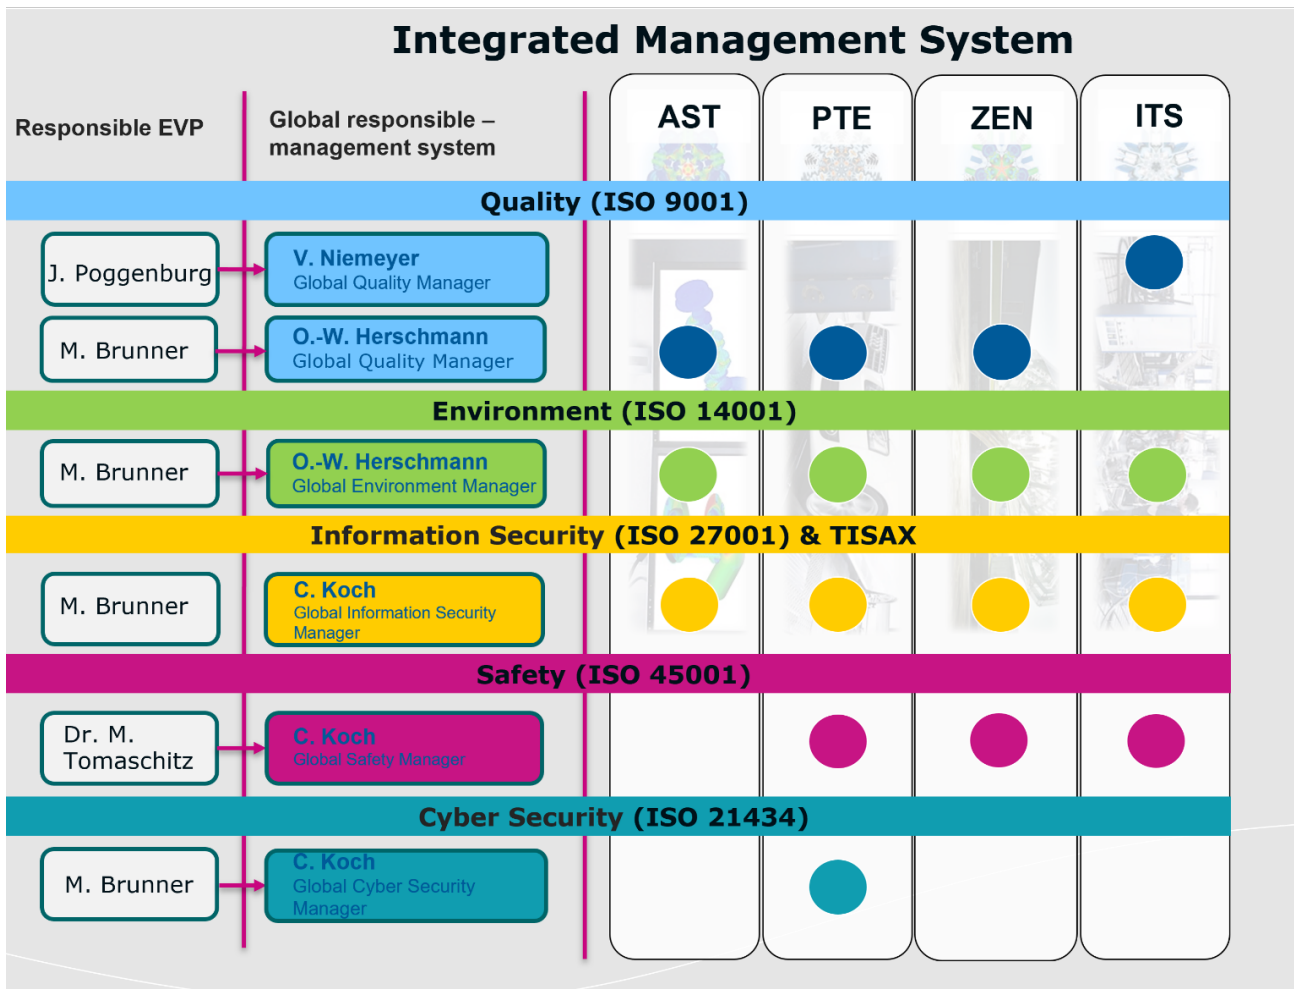 Integrated Management System
Responsible EVP
Global responsible –
management system
AST
PTE
ZEN
ITS
Quality (ISO 9001)
J. Poggenburg
V. Niemeyer
Global Quality Manager
M. Brunner
O.-W. Herschmann
Global Quality Manager
Environment (ISO 14001)
M. Brunner
O.-W. Herschmann
Global Environment Manager
Information Security (ISO 27001) & TISAX
M. Brunner
C. Koch
Global Information Security
Manager
Safety (ISO 45001)
Dr. M.
Tomaschitz
C. Koch
Global Safety Manager
Cyber Security (ISO 21434)
M. Brunner
C. Koch
Global Cyber Security
Manager